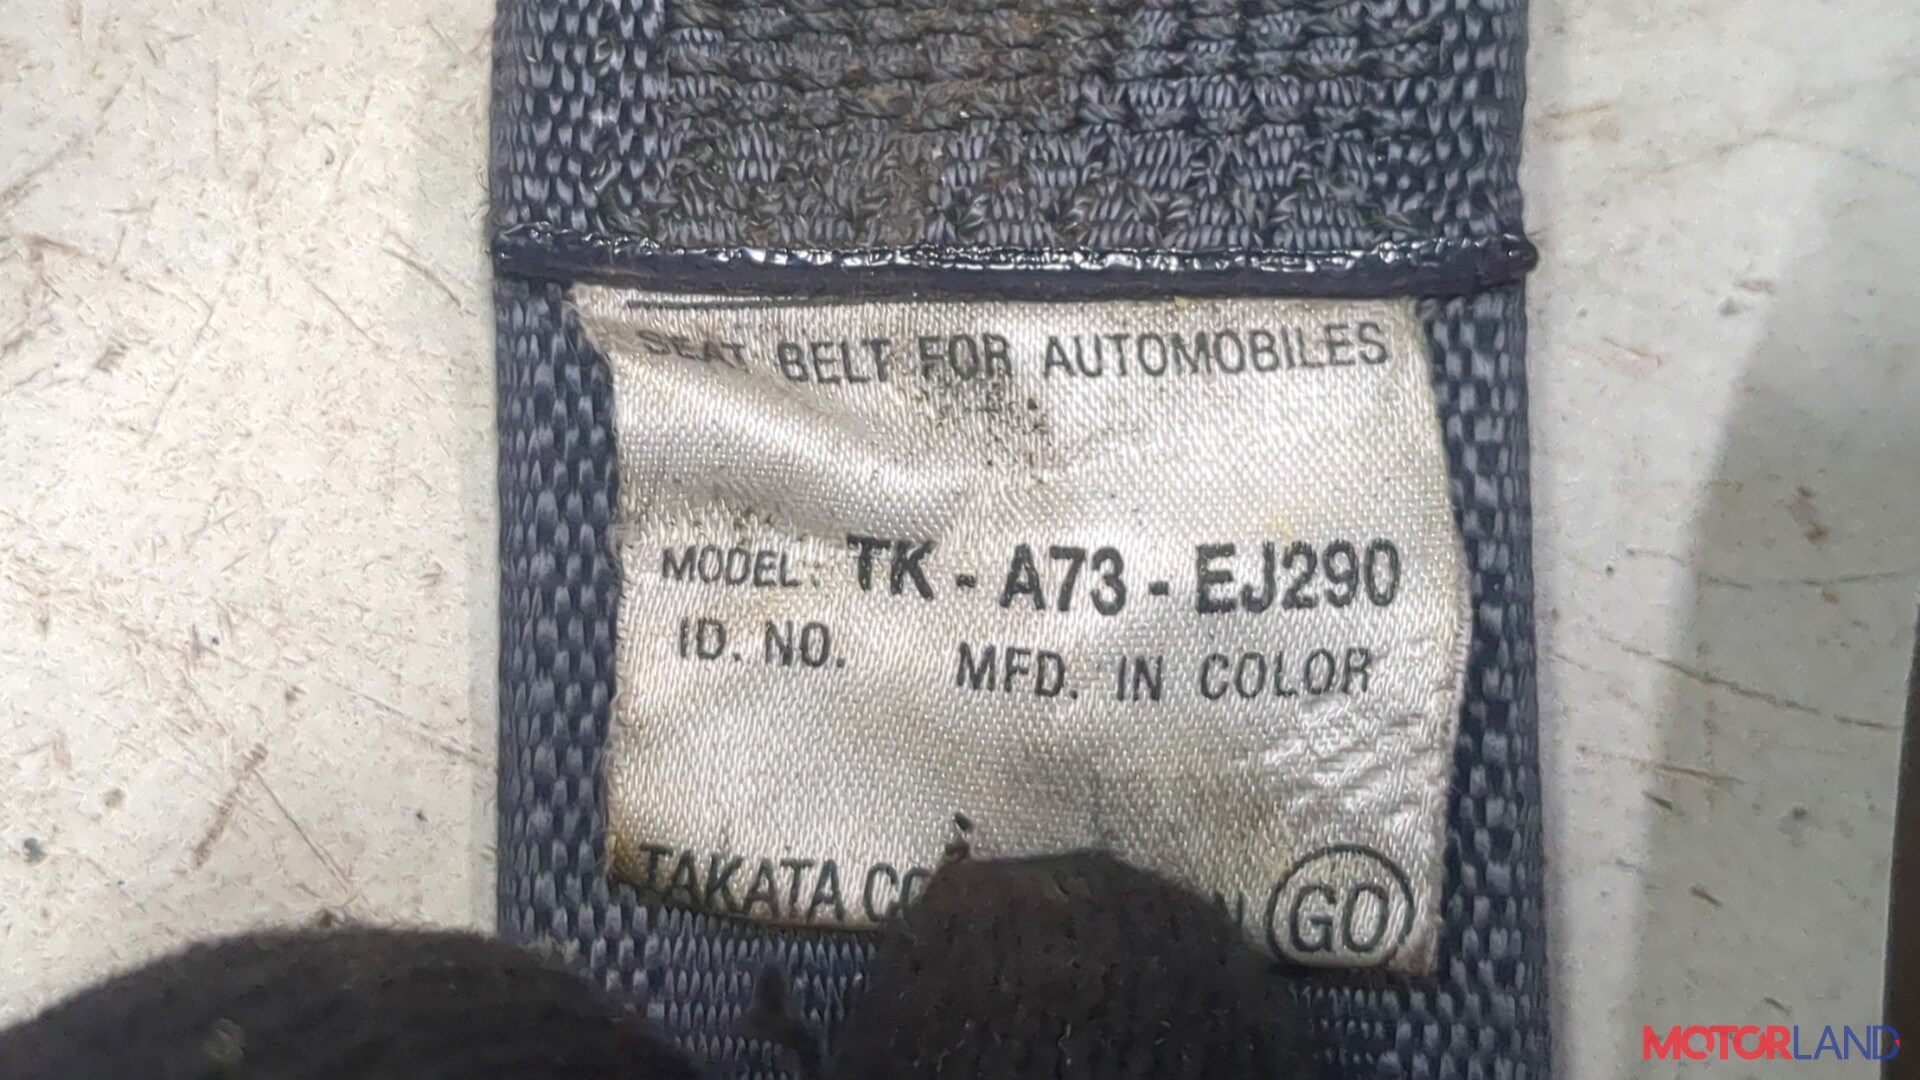 SEAT BELT FOR AUTOMOBILES
MODEL: TK - A73 - EJ290
ID. NO. MFD. IN COLOR
TAKATA GO
MOTORLAND